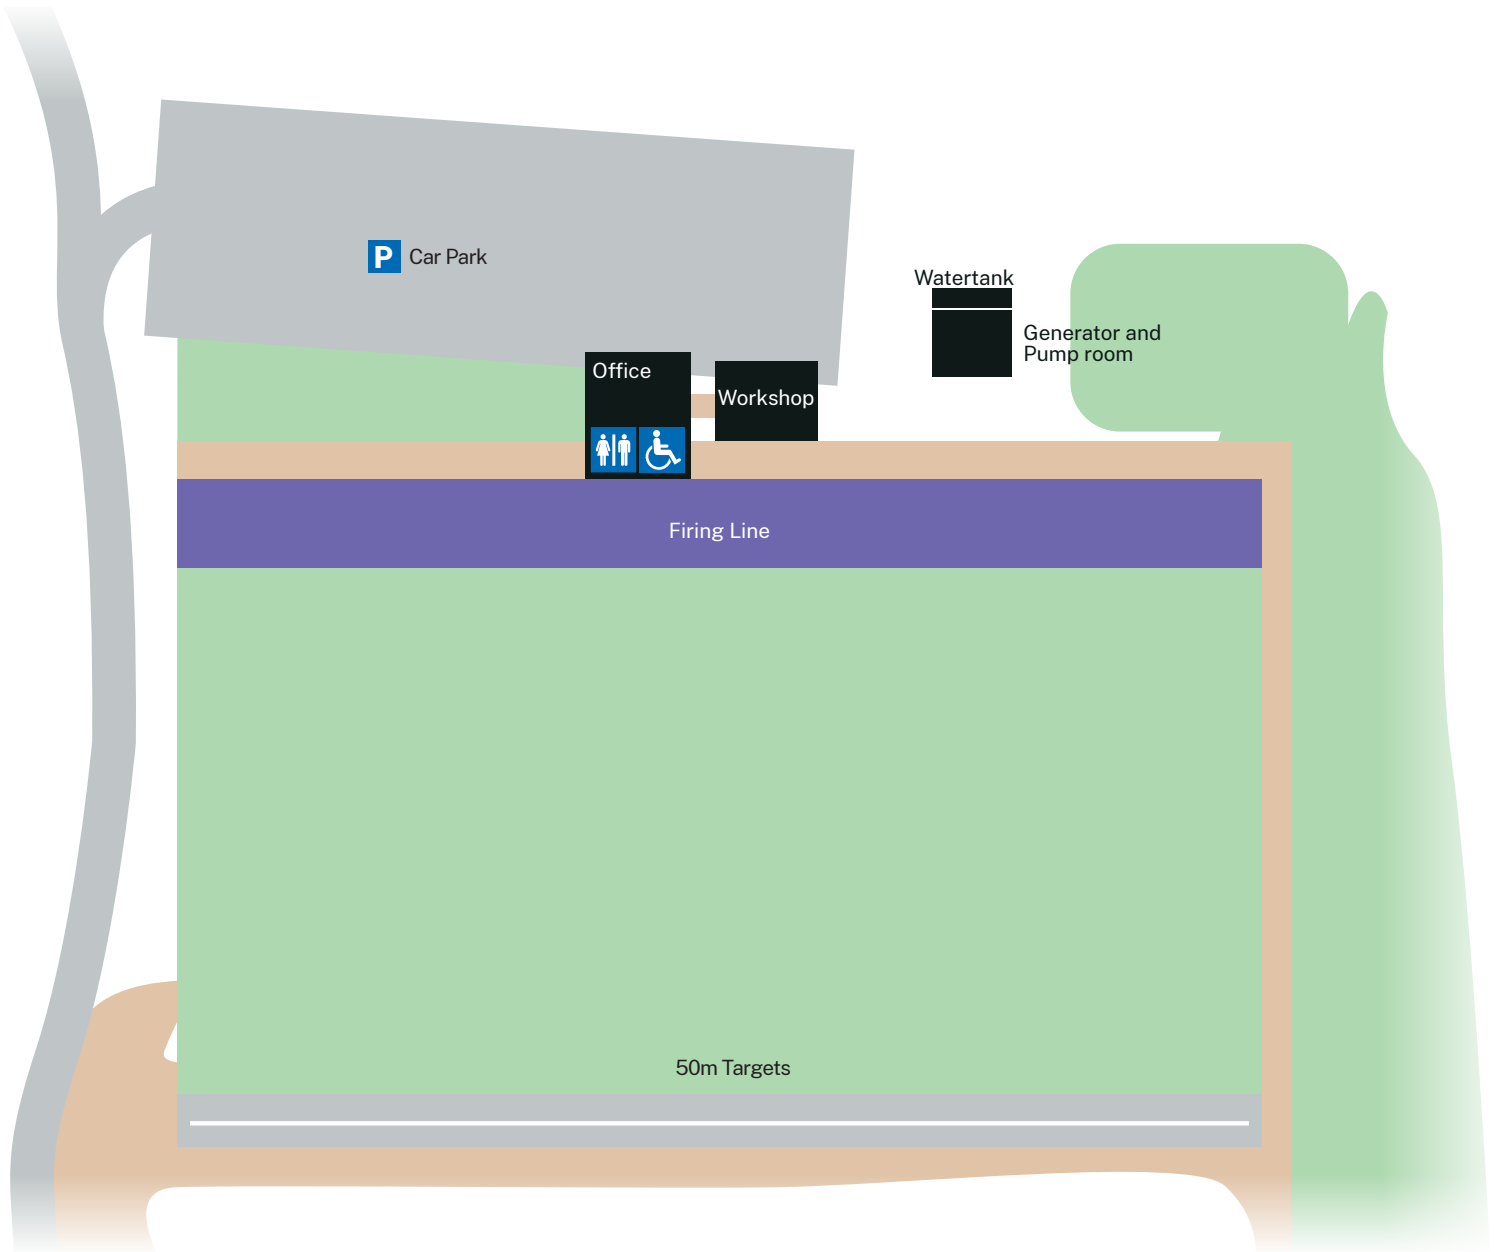 P Car Park
Watertank
Generator and
Pump room
Office
Workshop
Firing Line
50m Targets